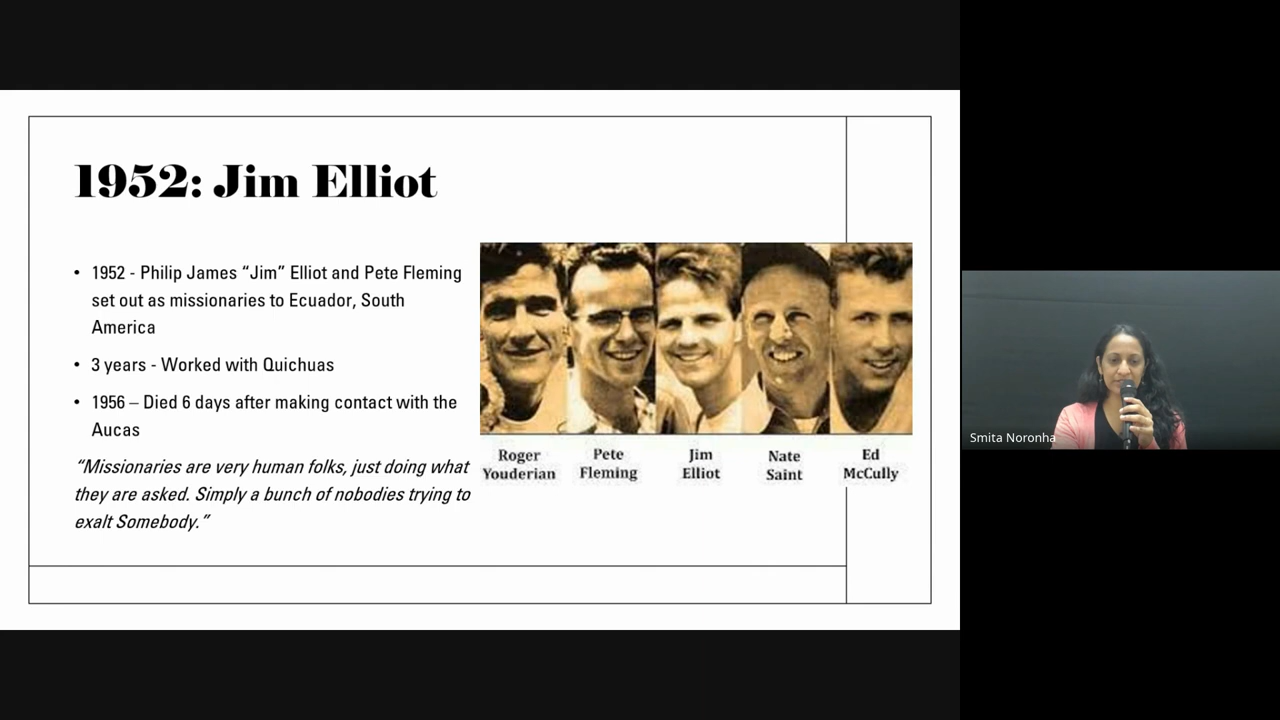 1952: Jim Elliot
• 1952 - Philip James “Jim” Elliot and Pete Fleming
set out as missionaries to Ecuador, South
America
• 3 years - Worked with Quichuas
• 1956 – Died 6 days after making contact with the
Aucas
“Missionaries are very human folks, just doing what
they are asked. Simply a bunch of nobodies trying to
exalt Somebody.”
Roger
Youderian
Pete
Fleming
Jim
Elliot
Nate
Saint
Ed
McCully
Smita Noronha